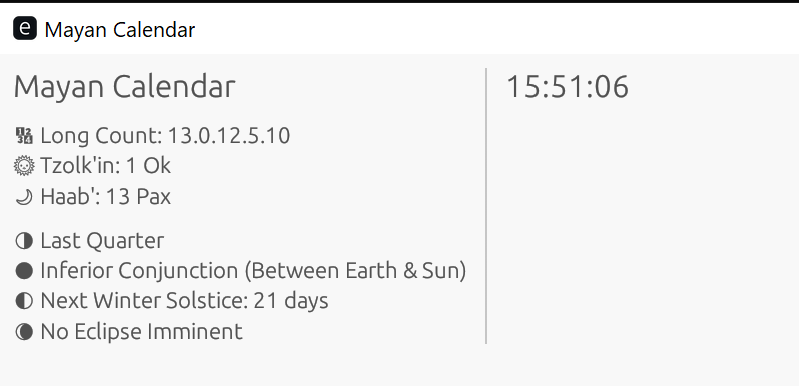 e Mayan Calendar
Mayan Calendar
Long Count: 13.0.12.5.10
Tzolk'in: 1 Ok
Haab': 13 Pax
Last Quarter
Inferior Conjunction (Between Earth & Sun)
Next Winter Solstice: 21 days
No Eclipse Imminent
15:51:06